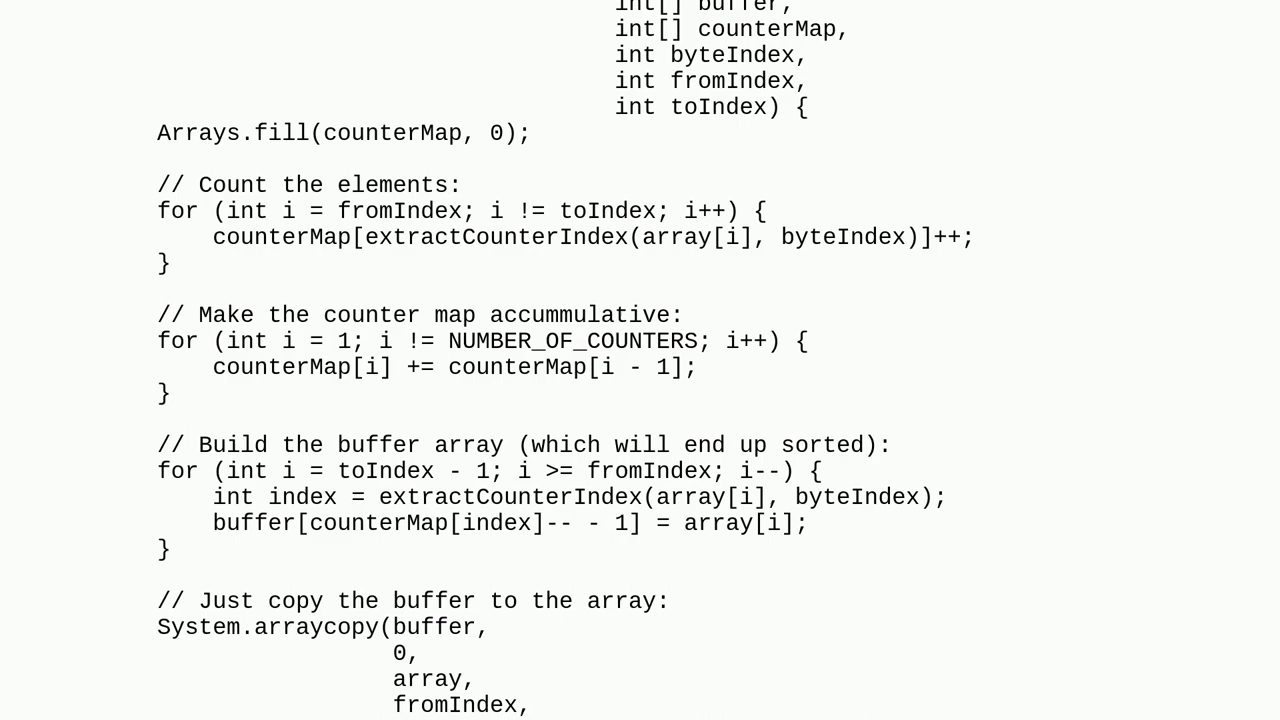 int[] buffer,
int[] counterMap,
int byteIndex,
int fromIndex,
int toIndex) {
Arrays.fill(counterMap, 0);
// Count the elements:
for (int i = fromIndex; i != toIndex; i++) {
counterMap[extractCounterIndex(array[i], byteIndex)]++;
}
// Make the counter map accummulative:
for (int i = 1; i != NUMBER_OF_COUNTERS; i++) {
counterMap[i] += counterMap[i - 1];
}
// Build the buffer array (which will end up sorted):
for (int i = toIndex - 1; i >= fromIndex; i--) {
int index = extractCounterIndex(array[i], byteIndex);
buffer[counterMap[index]-- - 1] = array[i];
}
// Just copy the buffer to the array:
System.arraycopy(buffer,
0,
array,
fromIndex,